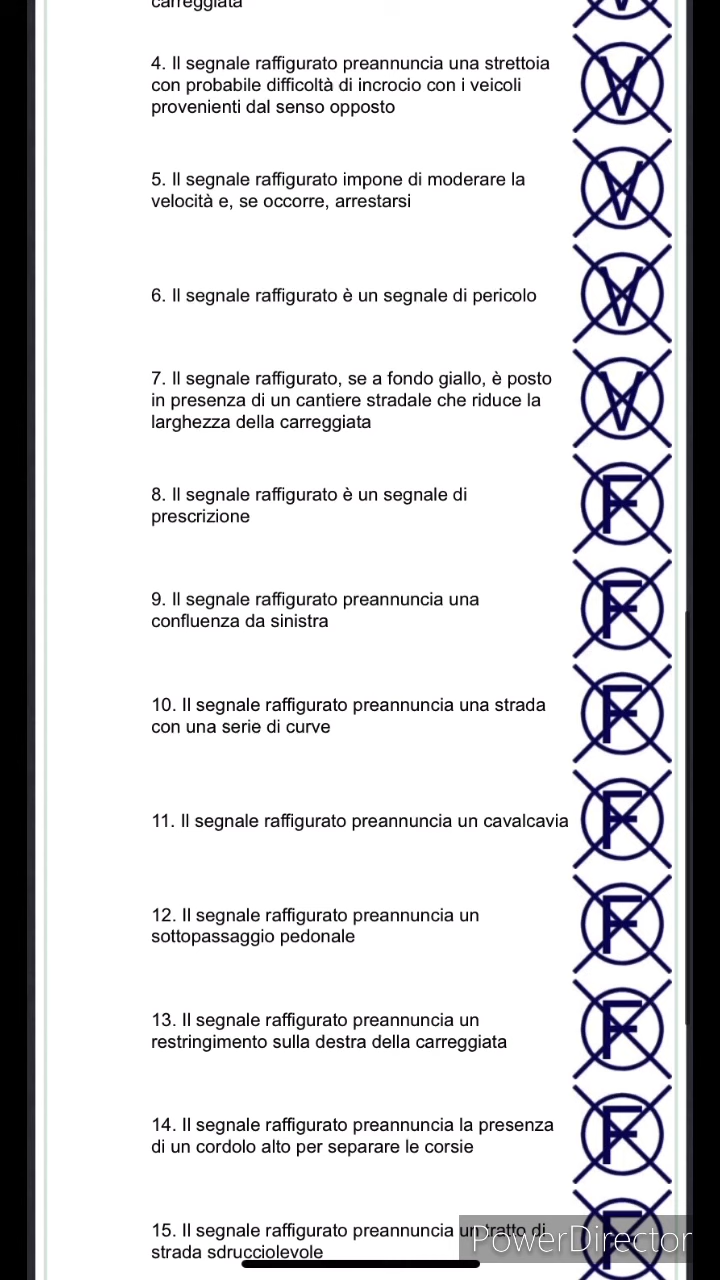 carreggiata
4. Il segnale raffigurato preannuncia una strettoia
con probabile difficoltà di incrocio con i veicoli
provenienti dal senso opposto
V
5. Il segnale raffigurato impone di moderare la
velocità e, se occorre, arrestarsi
V
6. Il segnale raffigurato è un segnale di pericolo
V
7. Il segnale raffigurato, se a fondo giallo, è posto
in presenza di un cantiere stradale che riduce la
larghezza della carreggiata
V
8. Il segnale raffigurato è un segnale di
prescrizione
F
9. Il segnale raffigurato preannuncia una
confluenza da sinistra
F
10. Il segnale raffigurato preannuncia una strada
con una serie di curve
F
11. Il segnale raffigurato preannuncia un cavalcavia
F
12. Il segnale raffigurato preannuncia un
sottopassaggio pedonale
F
13. Il segnale raffigurato preannuncia un
restringimento sulla destra della carreggiata
F
14. Il segnale raffigurato preannuncia la presenza
di un cordolo alto per separare le corsie
F
15. Il segnale raffigurato preannuncia un tratto di
strada sdrucciolevole
F
PowerDirector